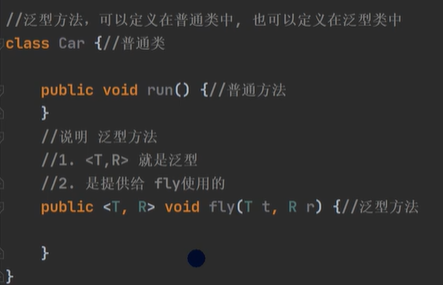 //泛型方法，可以定义在普通类中, 也可以定义在泛型类中
class Car {//普通类
public void run() {//普通方法
}
//说明 泛型方法
//1. <T,R> 就是泛型
//2. 是提供给 fly使用的
public <T, R> void fly(T t, R r) {//泛型方法
}
}